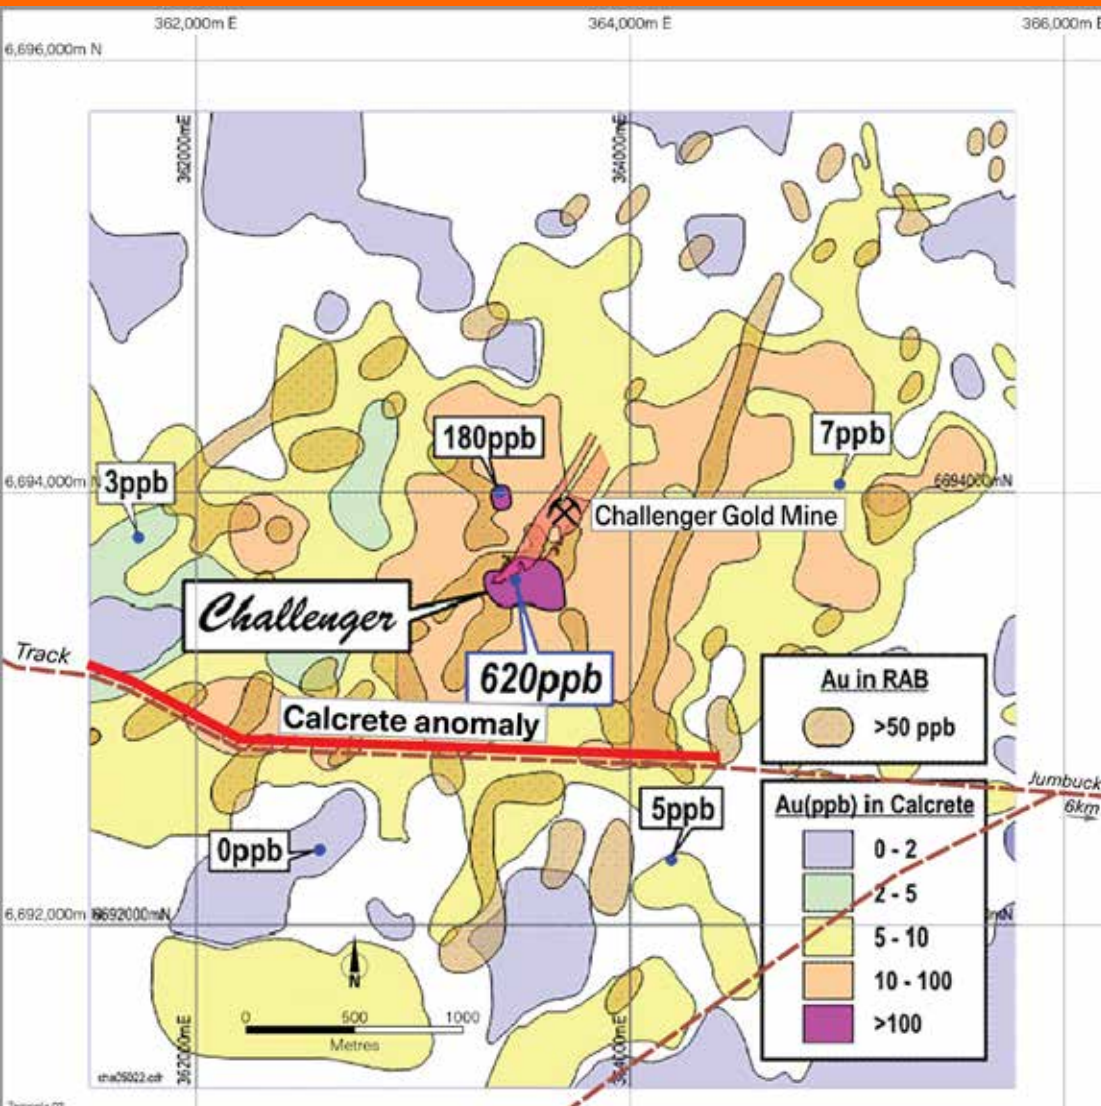 362,000m E
364,000m E
366,000m E
6,696,000m N
362000mE
364000mE
180ppb
7ppb
3ppb
6,694,000m N
6694000mN
Challenger Gold Mine
Challenger
620ppb
Track
Calcrete anomaly
Au in RAB
>50 ppb
Jumbuck
6km
5ppb
0ppb
Au(ppb) in Calcrete
0 - 2
2 - 5
5 - 10
10 - 100
>100
6,692,000m N
6692000mN
mN
N
0 500 1000
Metres
362000mE
364000mE